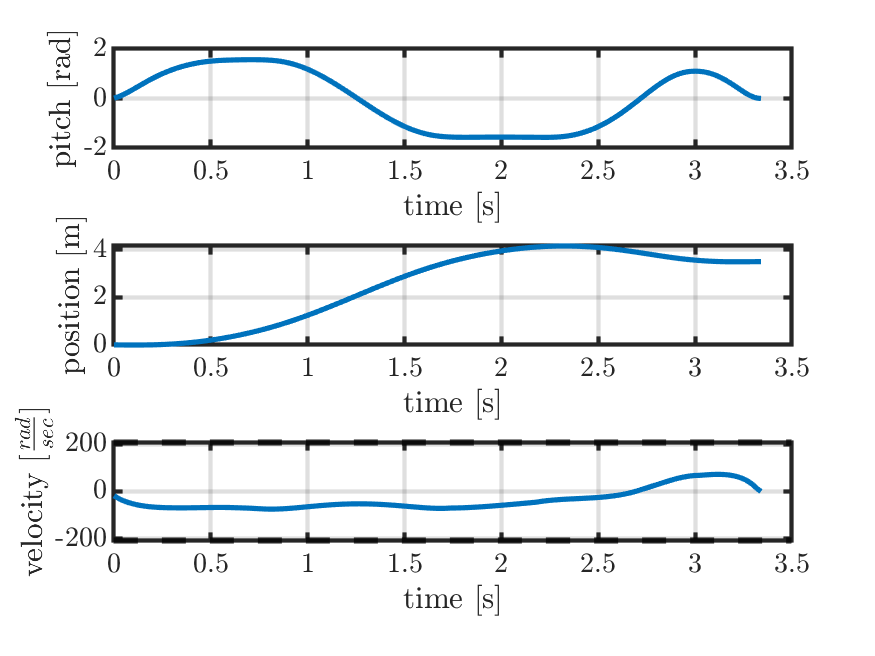 pitch [rad]
2
0
-2
0 0.5 1 1.5 2 2.5 3 3.5
time [s]
position [m]
4
2
0
0 0.5 1 1.5 2 2.5 3 3.5
time [s]
velocity [rad/sec]
200
0
-200
0 0.5 1 1.5 2 2.5 3 3.5
time [s]